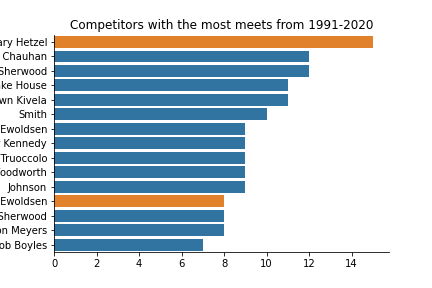 Competitors with the most meets from 1991-2020
ary Hetzel
Chauhan
Sherwood
ke House
wn Kivela
Smith
Ewoldsen
Kennedy
Truoccolo
oodworth
Johnson
Ewoldsen
Sherwood
on Meyers
ob Boyles
0 2 4 6 8 10 12 14